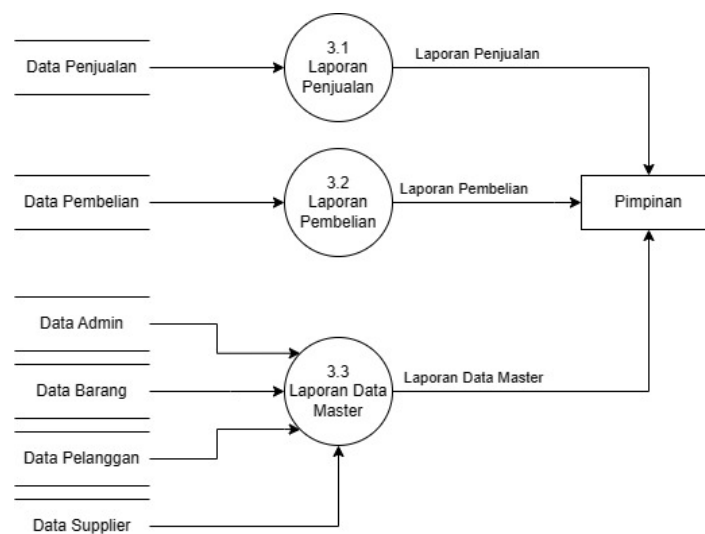 Data Penjualan
3.1
Laporan
Penjualan
Laporan Penjualan
Data Pembelian
3.2
Laporan
Pembelian
Laporan Pembelian
Pimpinan
Data Admin
Data Barang
Data Pelanggan
Data Supplier
3.3
Laporan Data
Master
Laporan Data Master